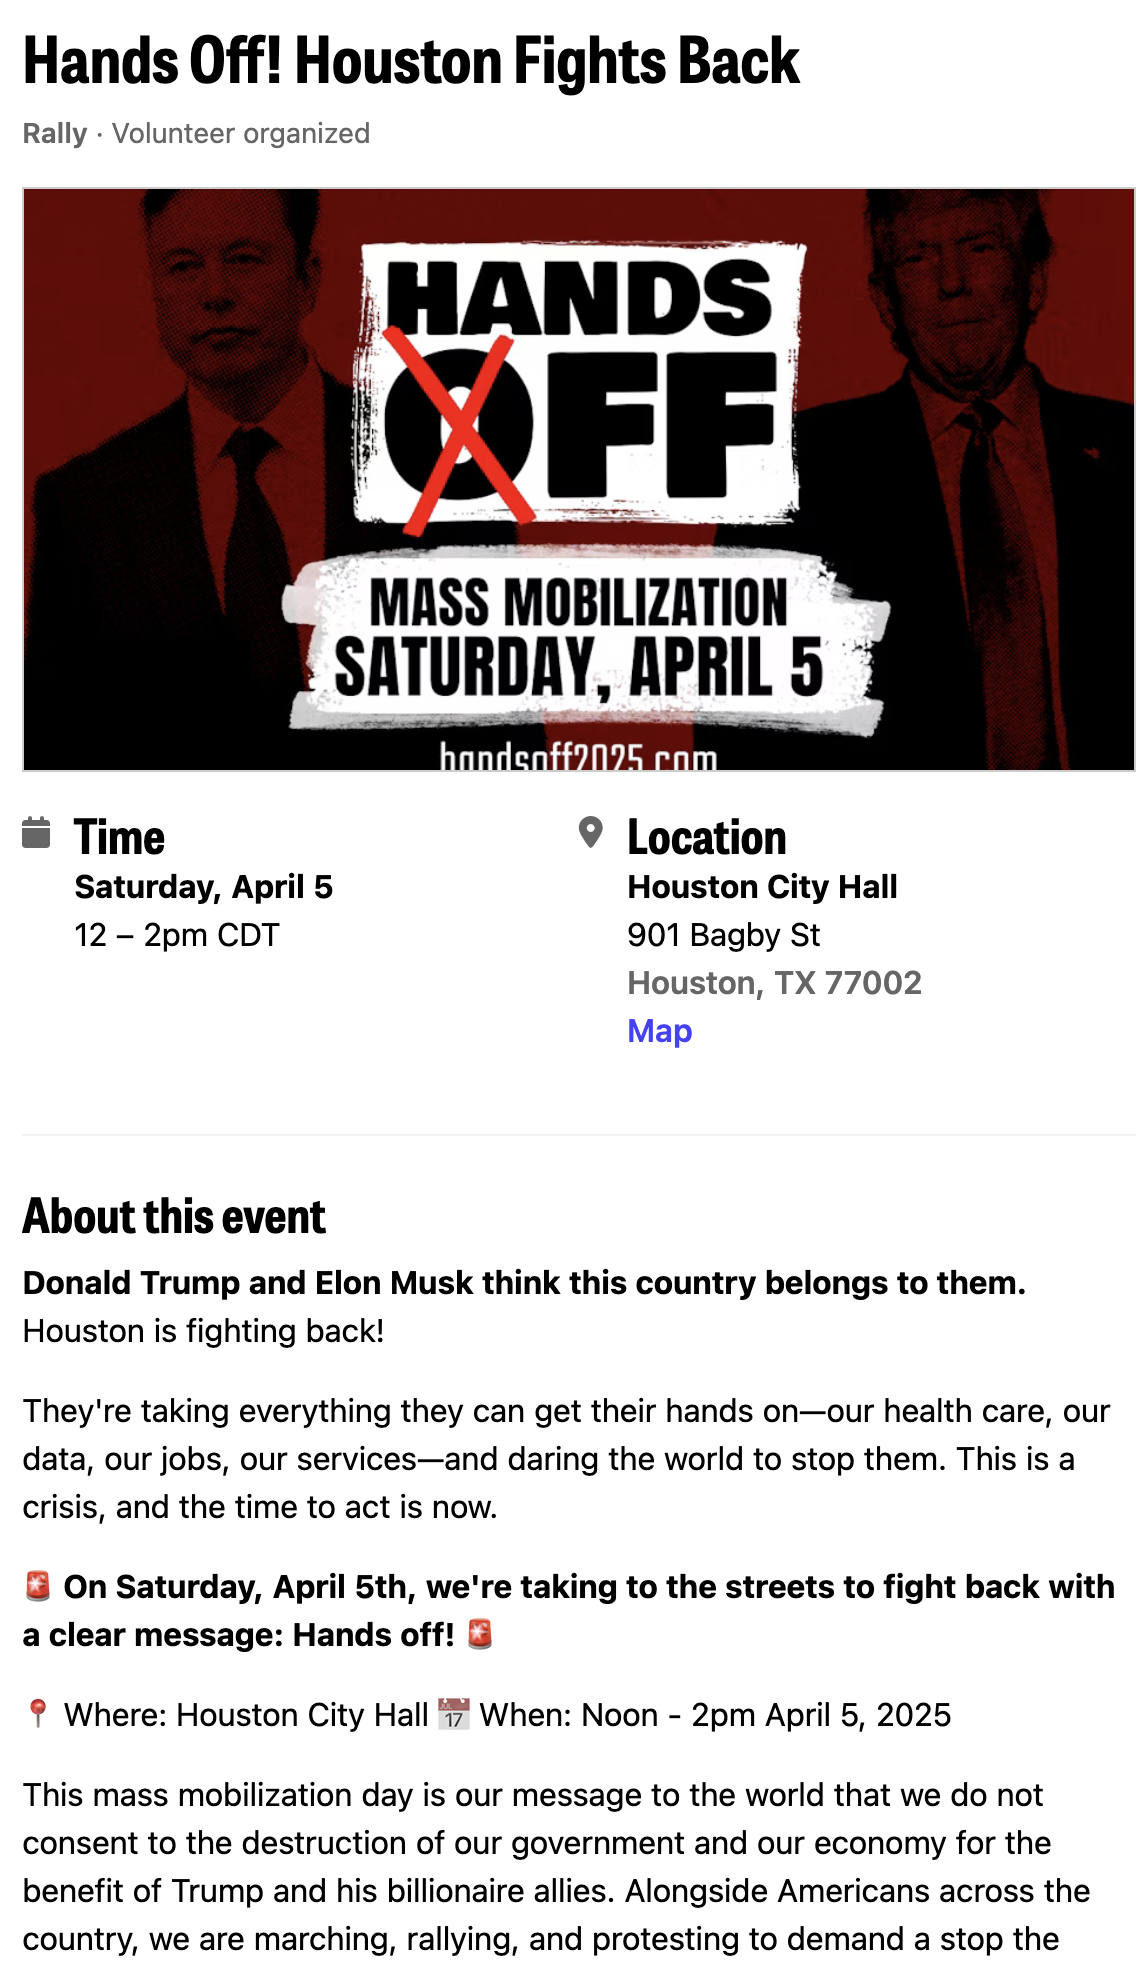 Hands Off! Houston Fights Back
Rally · Volunteer organized
HANDS
OFF
MASS MOBILIZATION
SATURDAY, APRIL 5
handsoff2025.com
Time
Saturday, April 5
12 – 2pm CDT
Location
Houston City Hall
901 Bagby St
Houston, TX 77002
Map
About this event
Donald Trump and Elon Musk think this country belongs to them.
Houston is fighting back!
They're taking everything they can get their hands on—our health care, our
data, our jobs, our services—and daring the world to stop them. This is a
crisis, and the time to act is now.
🚨 On Saturday, April 5th, we're taking to the streets to fight back with
a clear message: Hands off! 🚨
📍 Where: Houston City Hall 📅 When: Noon - 2pm April 5, 2025
This mass mobilization day is our message to the world that we do not
consent to the destruction of our government and our economy for the
benefit of Trump and his billionaire allies. Alongside Americans across the
country, we are marching, rallying, and protesting to demand a stop the